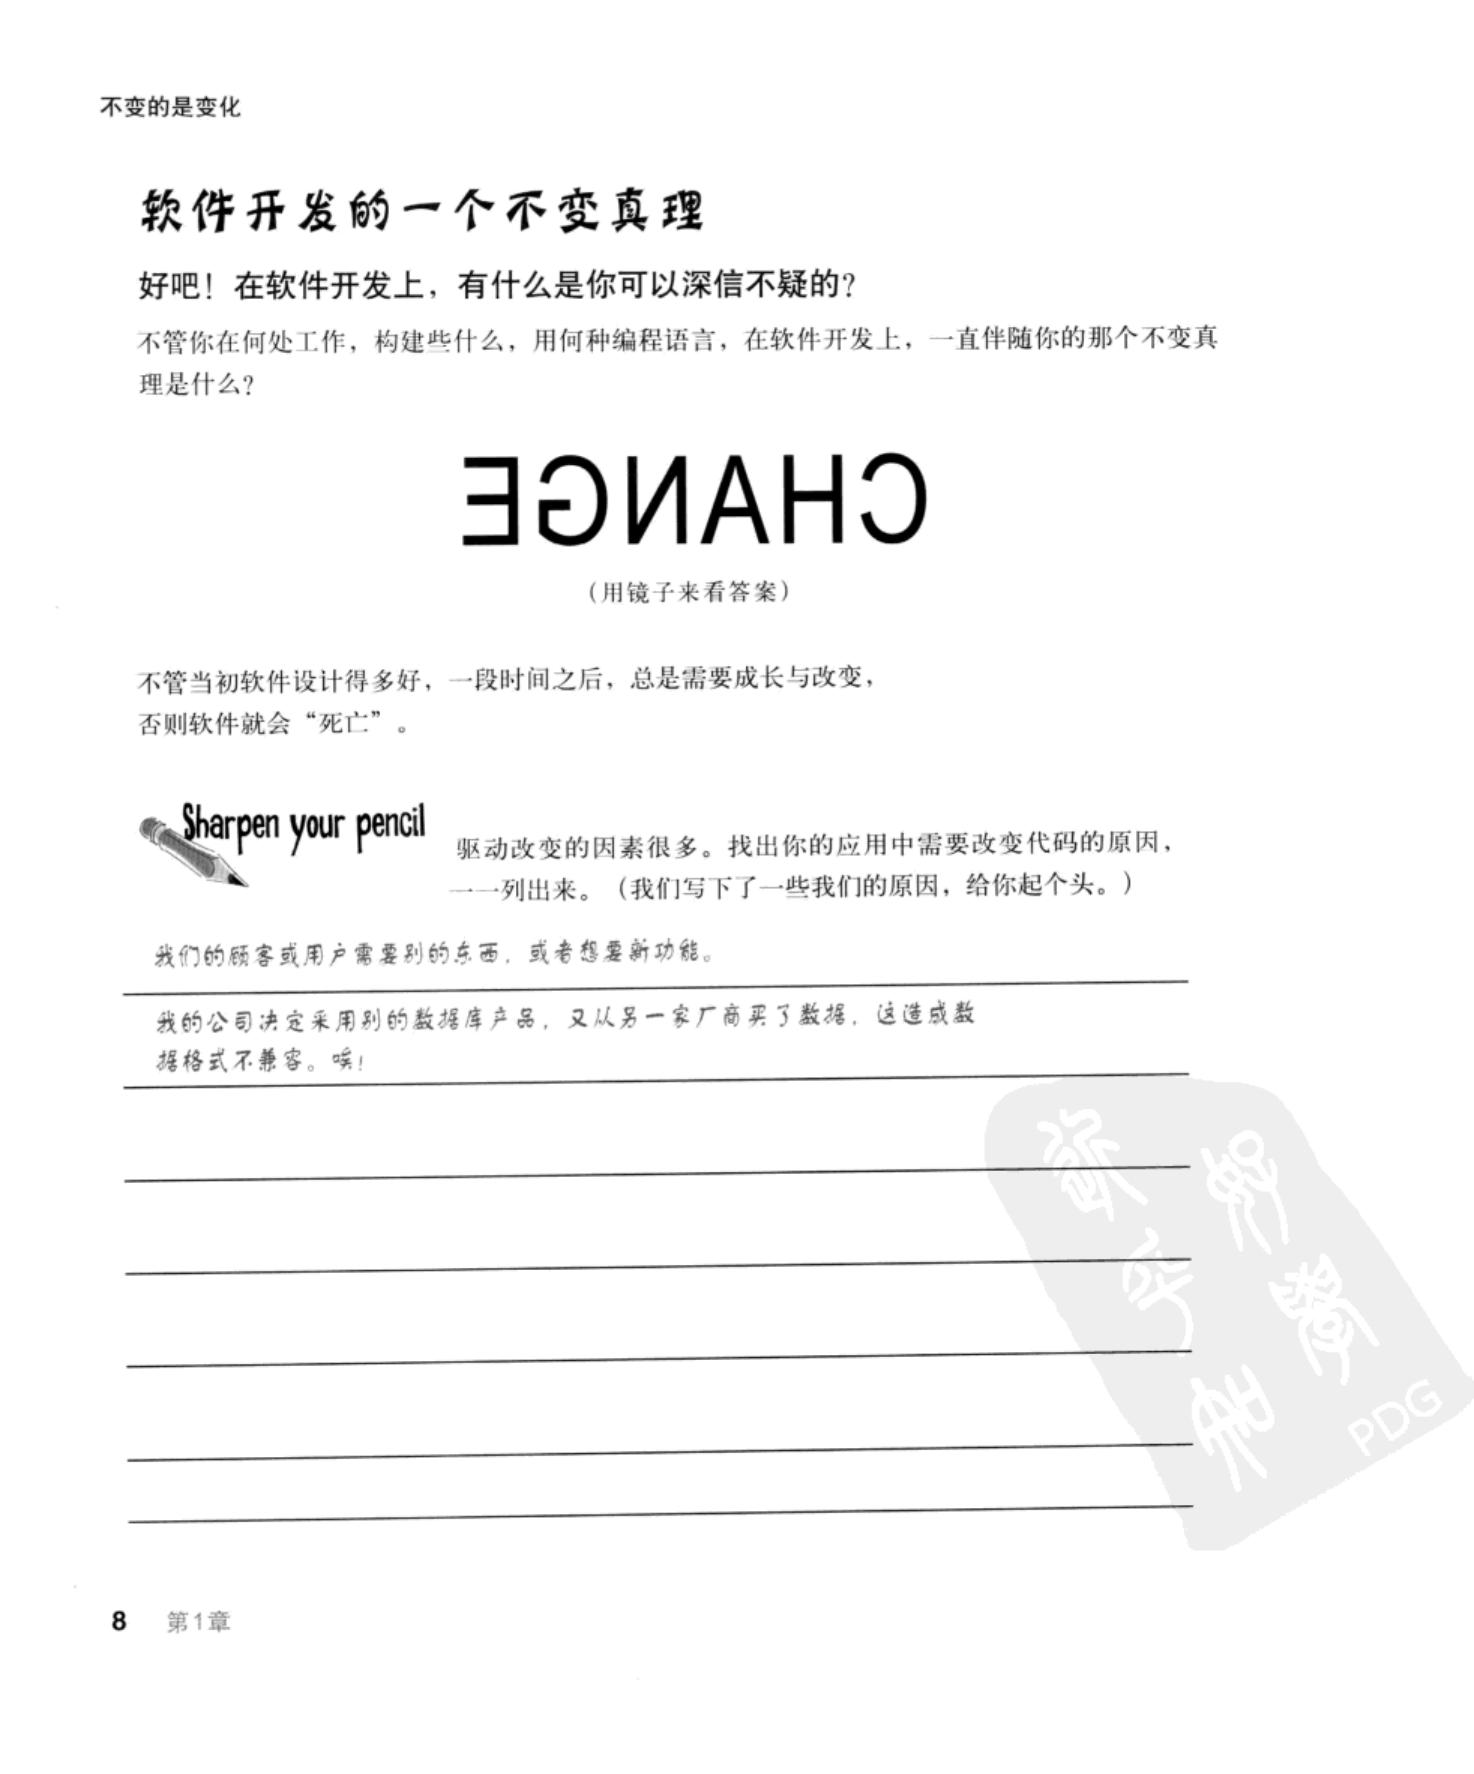 不变的是变化
软件开发的一个不变真理
好吧！在软件开发上，有什么是你可以深信不疑的？
不管你在何处工作，构建些什么，用何种编程语言，在软件开发上，一直伴随你的那个不变真
理是什么？
CHANGE
（用镜子来看答案）
不管当初软件设计得多好，一段时间之后，总是需要成长与改变，
否则软件就会“死亡”。
Sharpen your pencil
驱动改变的因素很多。找出你的应用中需要改变代码的原因，
一一列出来。（我们写下了一些我们的原因，给你起个头。）
我们的顾客或用户需要别的东西，或者想要新功能。
我的公司决定采用别的数据库产品，又从另一家厂商买了数据，这造成数
据格式不兼容。唉！
PDG
8 第1章